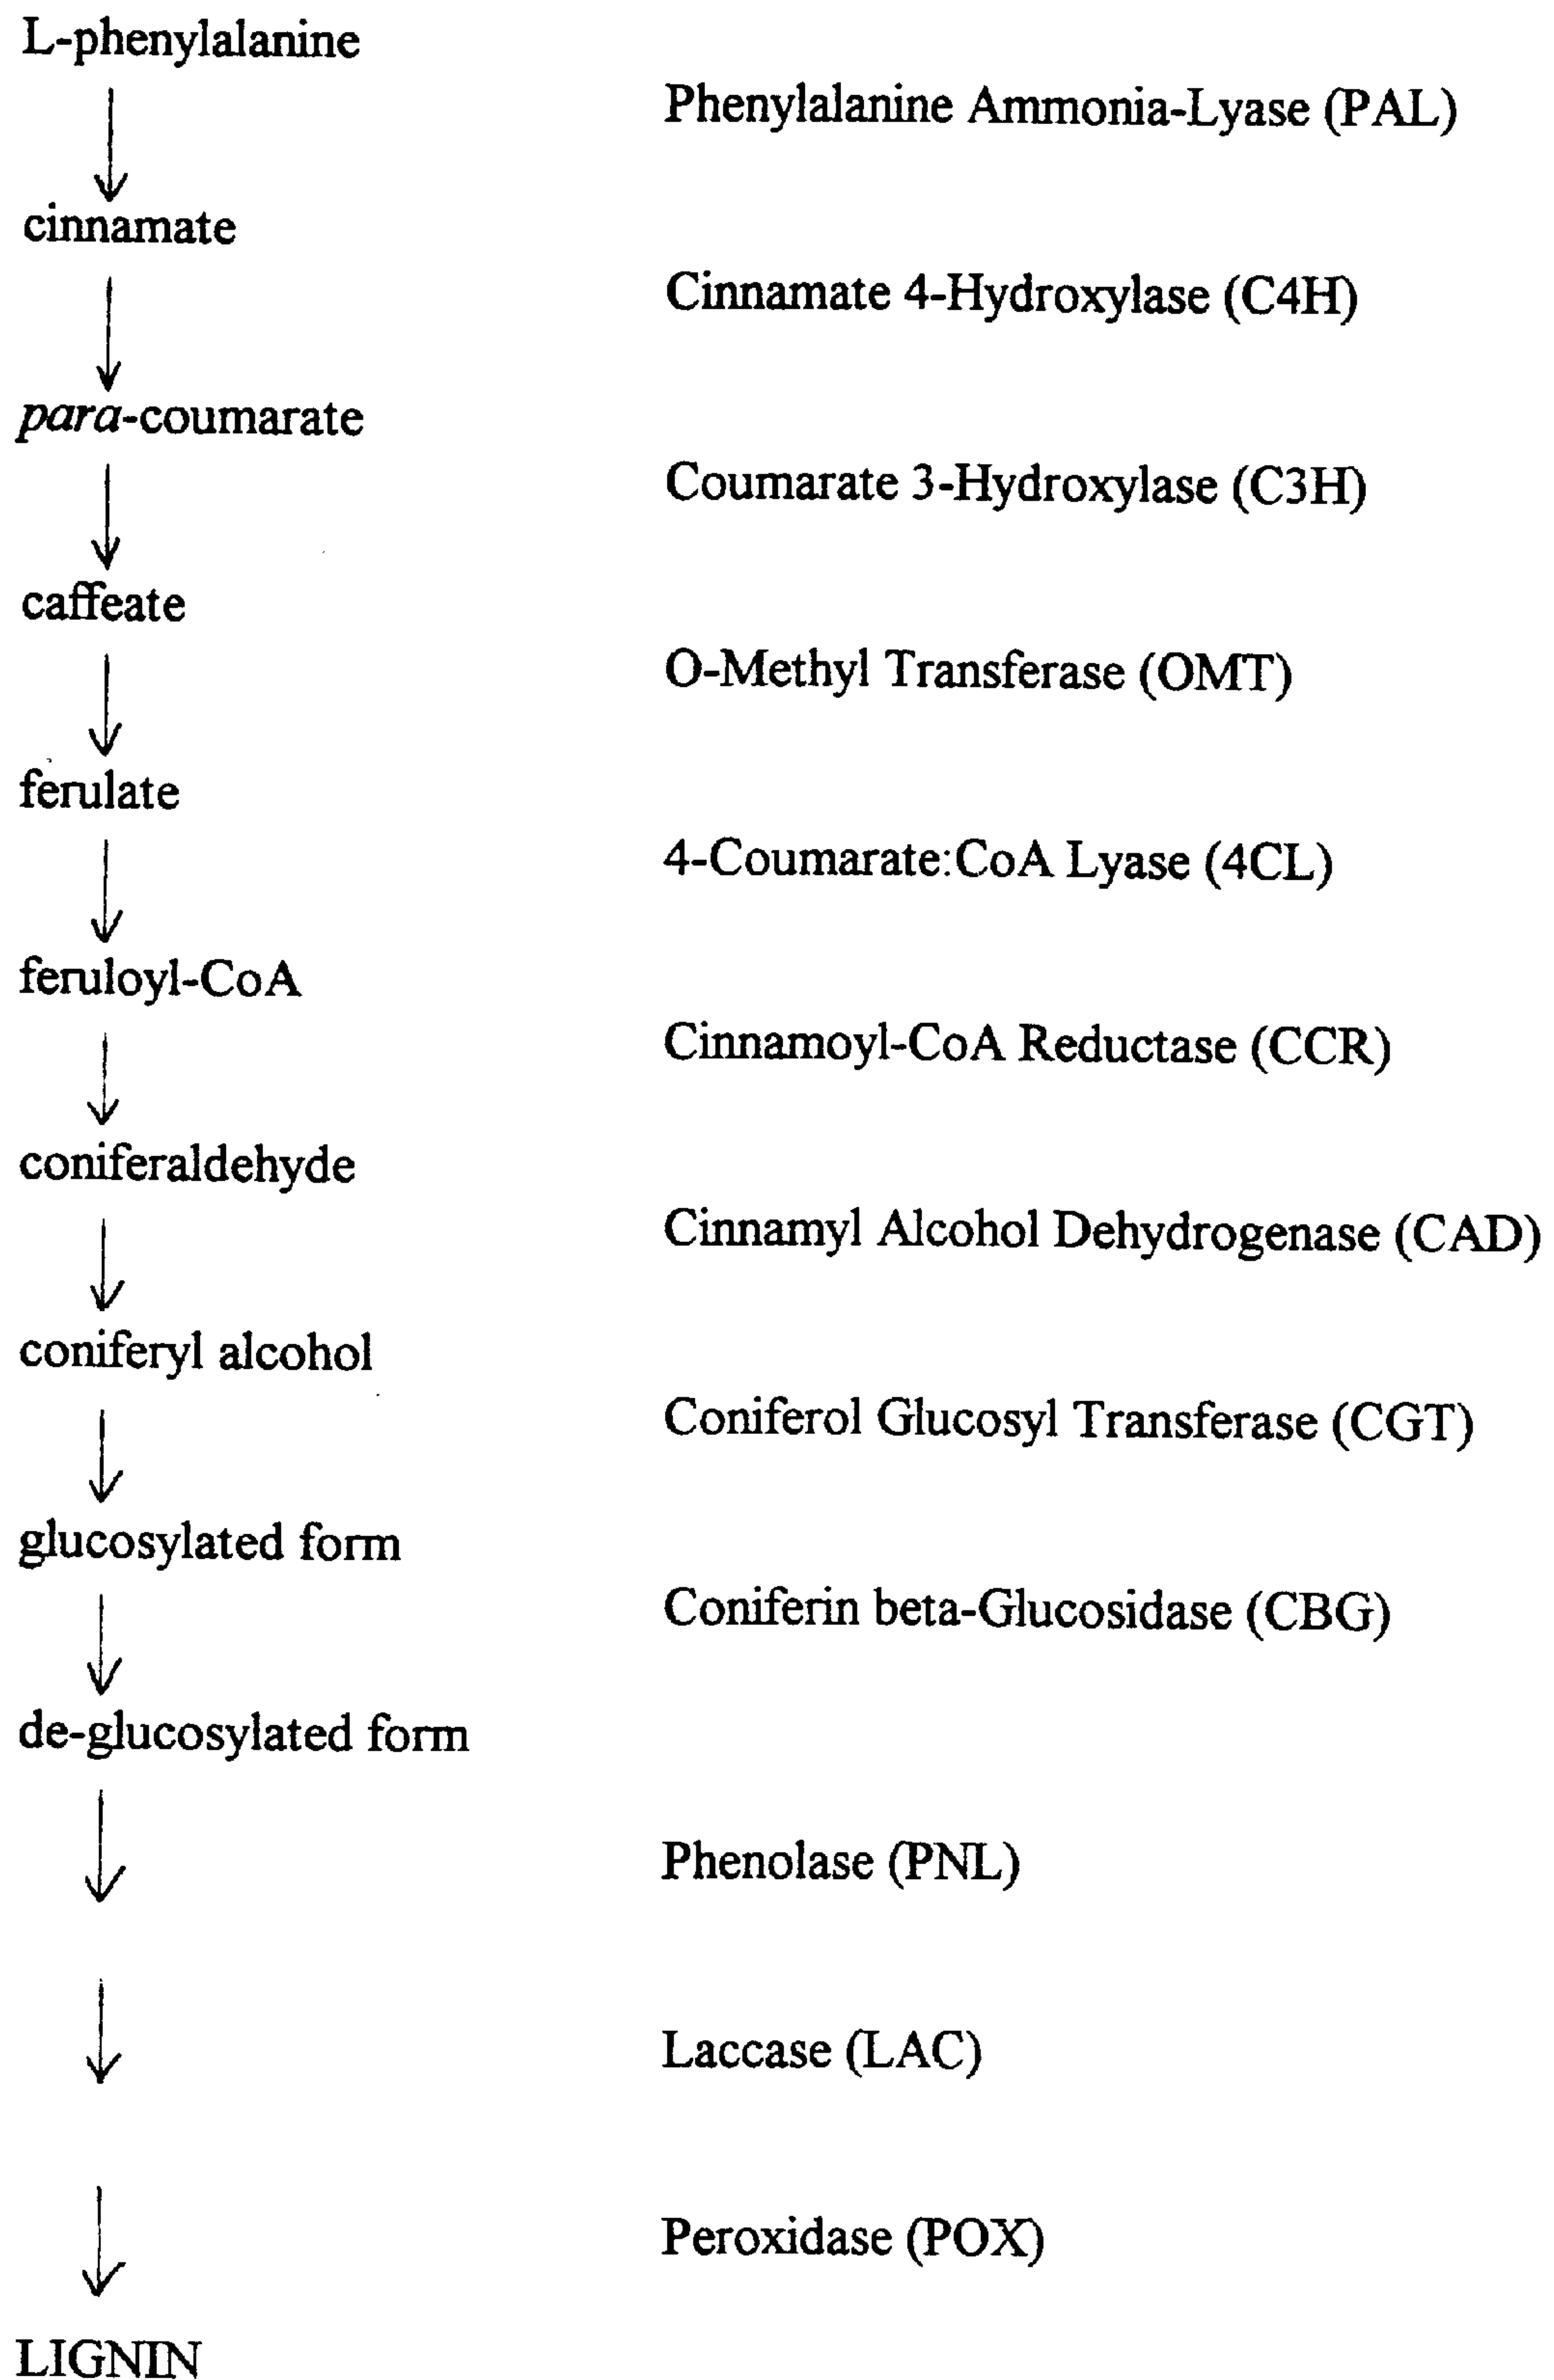 L-phenylalanine
Phenylalanine Ammonia-Lyase (PAL)
cinnamate
Cinnamate 4-Hydroxylase (C4H)
para-coumarate
Coumarate 3-Hydroxylase (C3H)
caffeate
O-Methyl Transferase (OMT)
ferulate
4-Coumarate:CoA Lyase (4CL)
feruloyl-CoA
Cinnamoyl-CoA Reductase (CCR)
coniferaldehyde
Cinnamyl Alcohol Dehydrogenase (CAD)
coniferyl alcohol
Coniferol Glucosyl Transferase (CGT)
glucosylated form
Coniferin beta-Glucosidase (CBG)
de-glucosylated form
Phenolase (PNL)
Laccase (LAC)
Peroxidase (POX)
LIGNIN